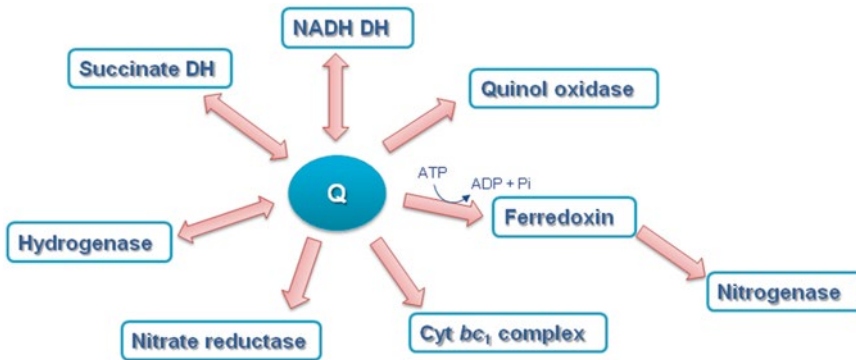 NADH DH
Succinate DH
Quinol oxidase
Q
ATP
ADP + Pi
Ferredoxin
Hydrogenase
Nitrogenase
Nitrate reductase
Cyt bc₁ complex